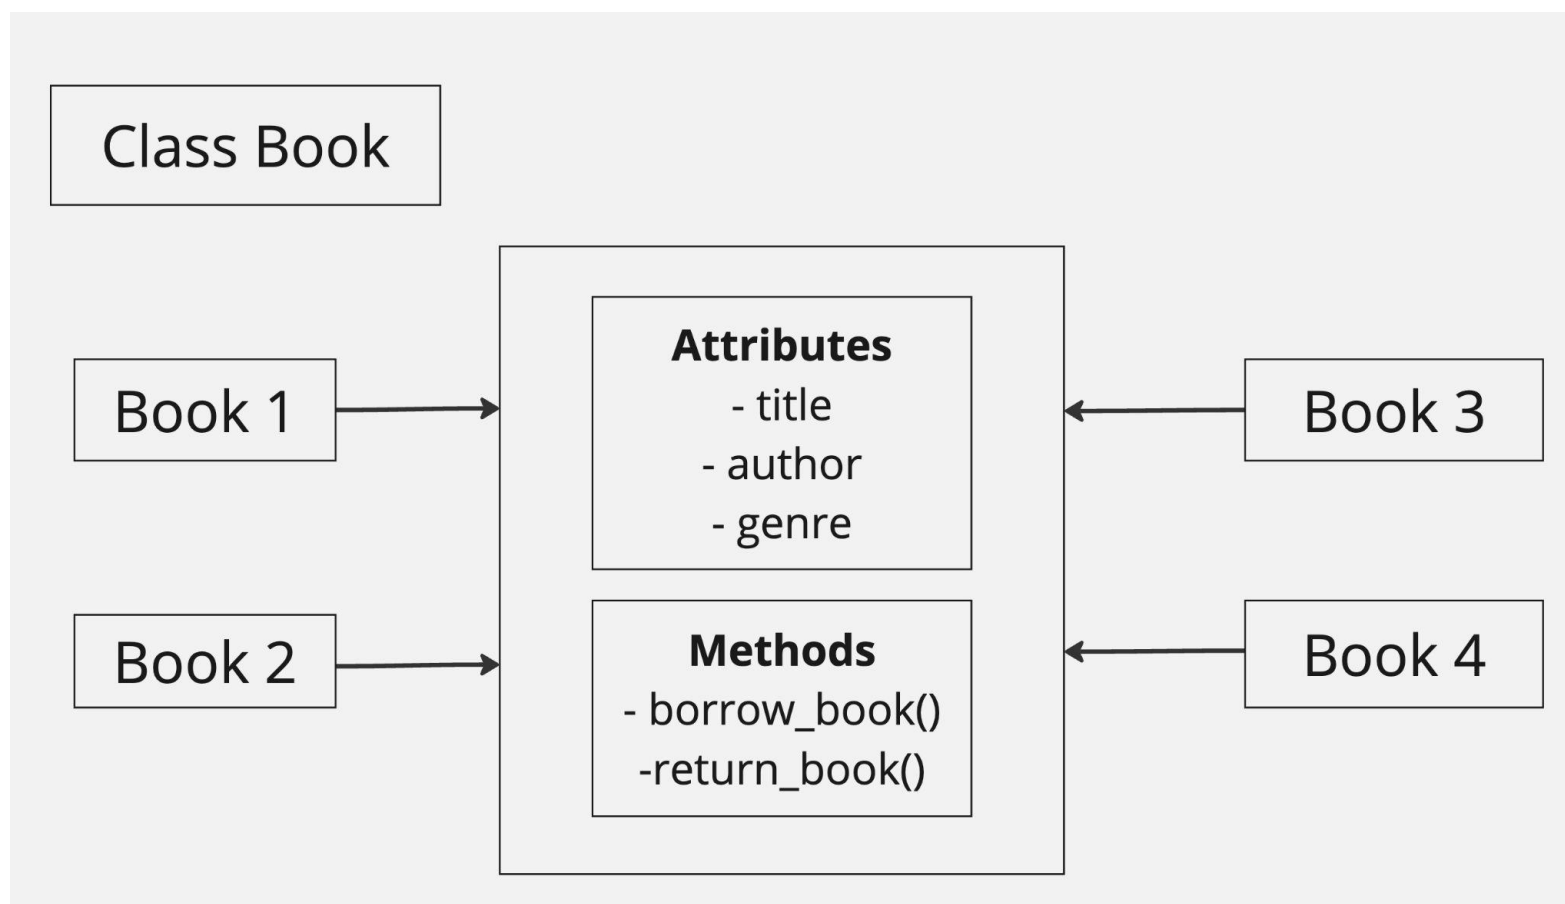 Class Book
Book 1
Book 2
Attributes
- title
- author
- genre
Methods
- borrow_book()
-return_book()
Book 3
Book 4